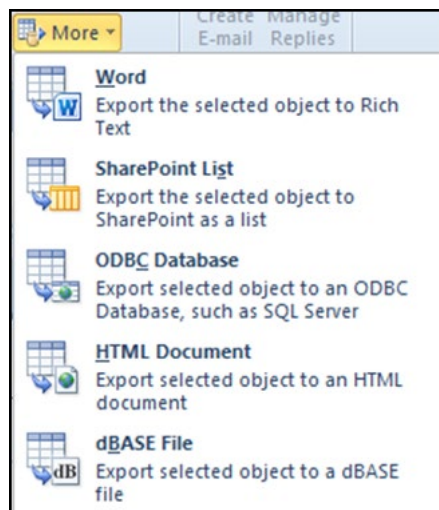 Create Manage
More
E-mail Replies
Word
Export the selected object to Rich
Text
W
SharePoint List
Export the selected object to
SharePoint as a list
ODBC Database
Export selected object to an ODBC
Database, such as SQL Server
HTML Document
Export selected object to an HTML
document
dBASE File
Export selected object to a dBASE
dB
file